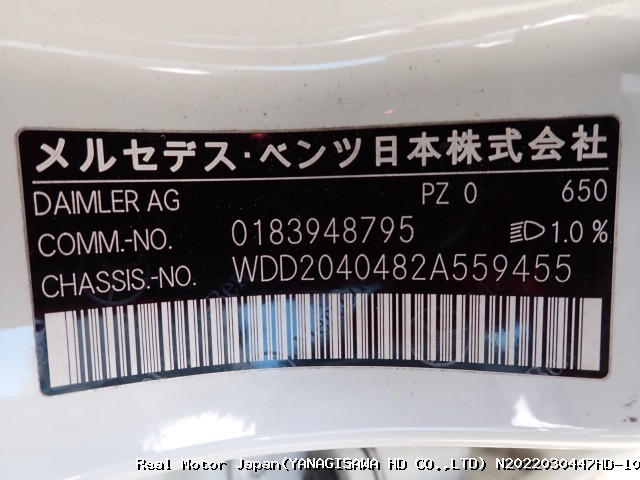 メルセデス・ベンツ日本株式会社
DAIMLER AG PZ 0 650
COMM.-NO. 0183948795 1.0 %
CHASSIS.-NO. WDD2040482A559455
Real Motor Japan(YANAGISAWA HD CO.,LTD) N2022030447HD-10